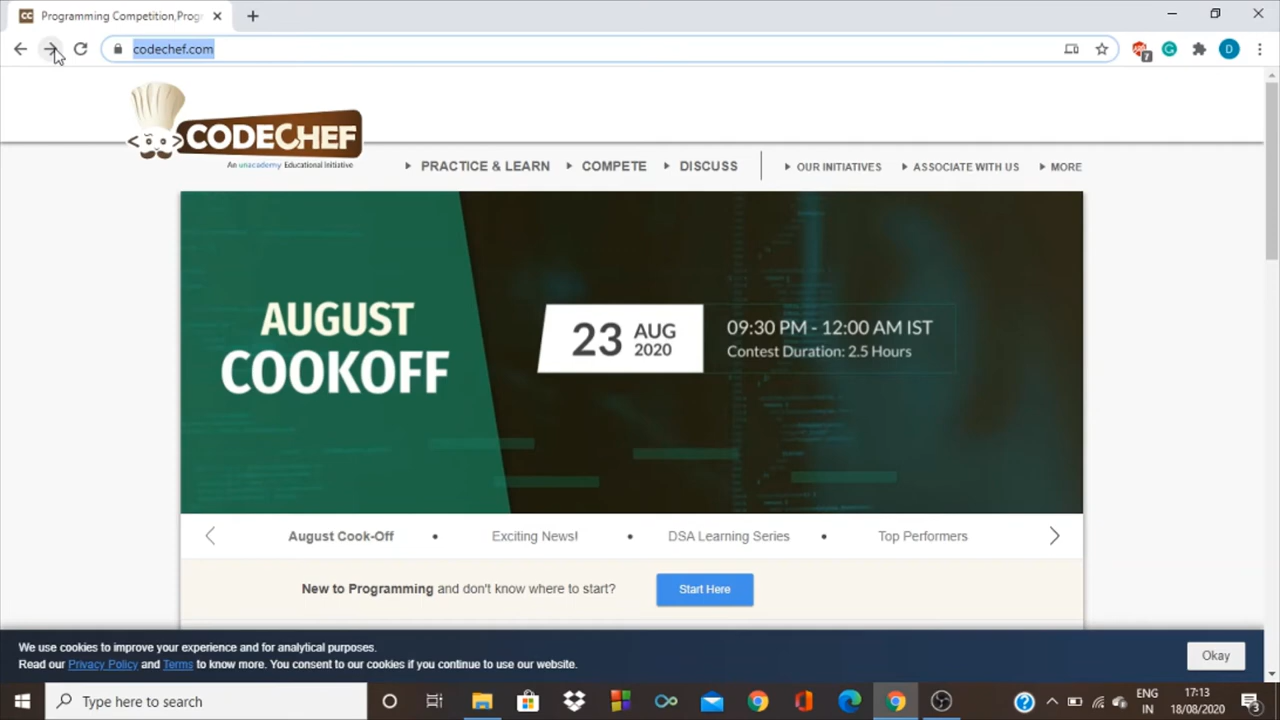 CC Programming Competition,Progr
codechef.com
7
D
CODECHEF
An unacademy Educational Initiative
PRACTICE & LEARN
COMPETE
DISCUSS
OUR INITIATIVES
ASSOCIATE WITH US
MORE
AUGUST
COOKOFF
23 AUG
2020
09:30 PM - 12:00 AM IST
Contest Duration: 2.5 Hours
August Cook-Off
Exciting News!
DSA Learning Series
Top Performers
New to Programming and don't know where to start?
Start Here
We use cookies to improve your experience and for analytical purposes.
Read our Privacy Policy and Terms to know more. You consent to our cookies if you continue to use our website.
Okay
Type here to search
ENG
IN
17:13
18/08/2020
3